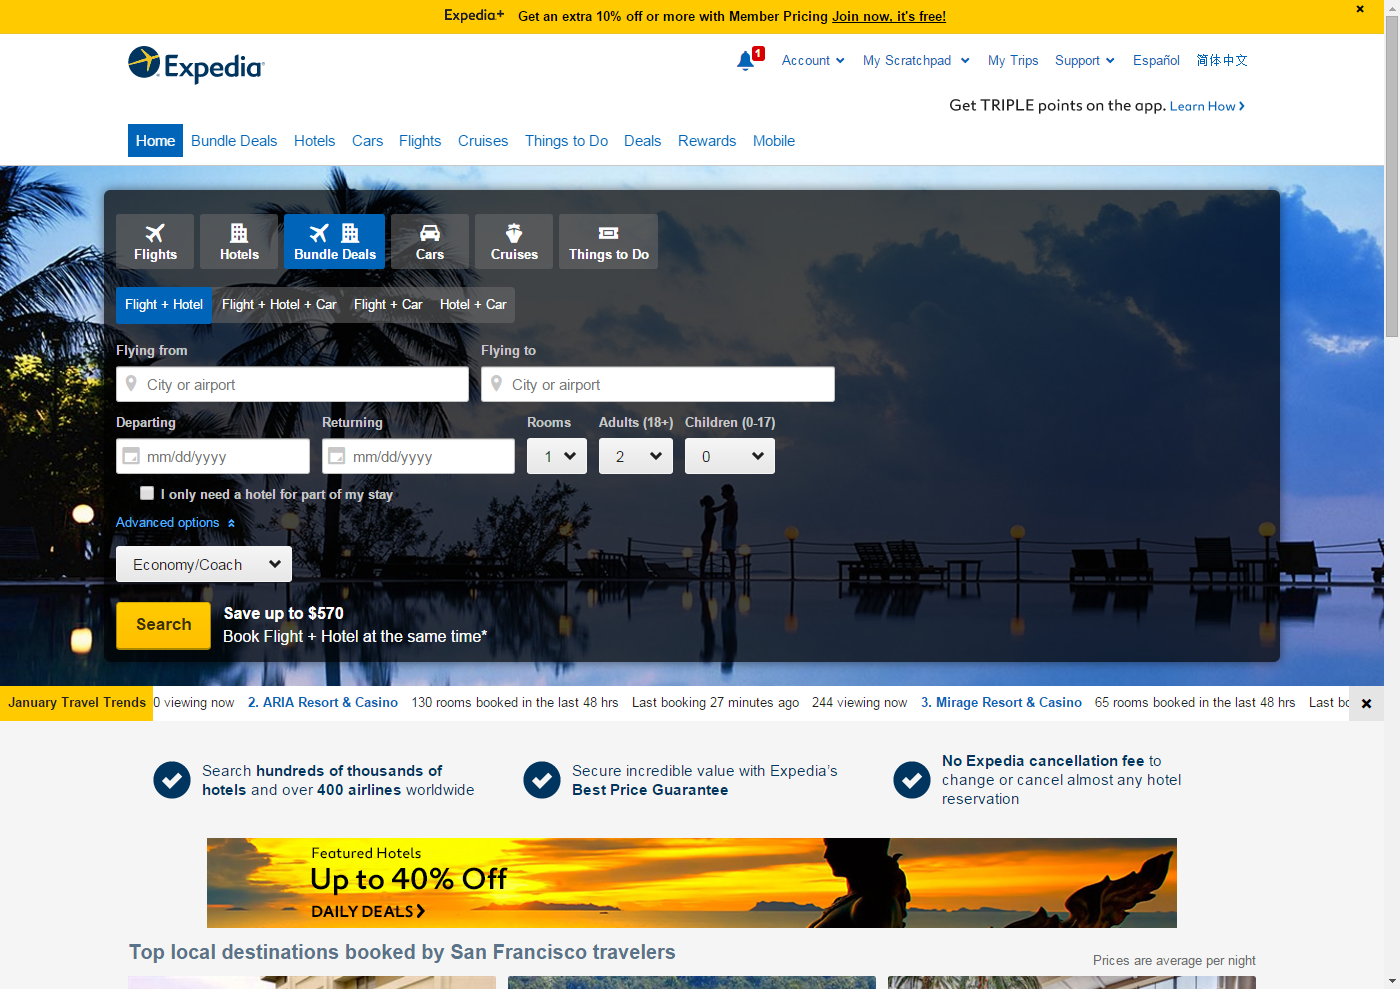 Expedia+ Get an extra 10% off or more with Member Pricing Join now, it's free!
Expedia
1 Account My Scratchpad My Trips Support Español 简体中文
Get TRIPLE points on the app. Learn How
Home Bundle Deals Hotels Cars Flights Cruises Things to Do Deals Rewards Mobile
Flights Hotels Bundle Deals Cars Cruises Things to Do
Flight + Hotel Flight + Hotel + Car Flight + Car Hotel + Car
Flying from Flying to
City or airport City or airport
Departing Returning Rooms Adults (18+) Children (0-17)
mm/dd/yyyy mm/dd/yyyy 1 2 0
I only need a hotel for part of my stay
Advanced options
Economy/Coach
Search
Save up to $570
Book Flight + Hotel at the same time*
January Travel Trends 0 viewing now 2. ARIA Resort & Casino 130 rooms booked in the last 48 hrs Last booking 27 minutes ago 244 viewing now 3. Mirage Resort & Casino 65 rooms booked in the last 48 hrs Last bo
Search hundreds of thousands of
hotels and over 400 airlines worldwide
Secure incredible value with Expedia’s
Best Price Guarantee
No Expedia cancellation fee to
change or cancel almost any hotel
reservation
Featured Hotels
Up to 40% Off
DAILY DEALS
Top local destinations booked by San Francisco travelers
Prices are average per night